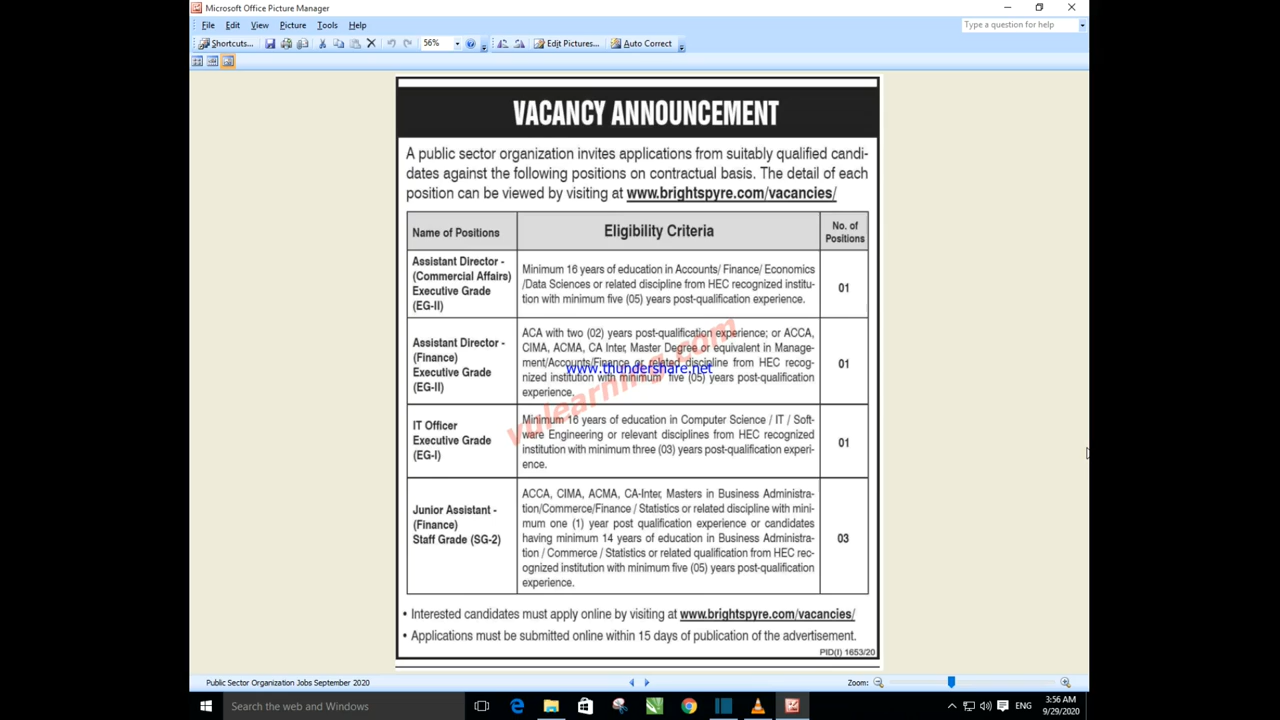 Microsoft Office Picture Manager
File Edit View Picture Tools Help
Type a question for help
Shortcuts... 56% Edit Pictures... Auto Correct
VACANCY ANNOUNCEMENT
A public sector organization invites applications from suitably qualified candi-
dates against the following positions on contractual basis. The detail of each
position can be viewed by visiting at www.brightspyre.com/vacancies/
Name of Positions
Eligibility Criteria
No. of
Positions
Assistant Director -
(Commercial Affairs)
Executive Grade
(EG-II)
Minimum 16 years of education in Accounts/ Finance/ Economics
/Data Sciences or related discipline from HEC recognized institu-
tion with minimum five (05) years post-qualification experience.
01
Assistant Director -
(Finance)
Executive Grade
(EG-II)
ACA with two (02) years post-qualification experience; or ACCA,
CIMA, ACMA, CA Inter, Master Degree or equivalent in Manage-
ment/Accounts/Finance or related discipline from HEC recog-
nized institution with minimum five (05) years post-qualification
experience.
01
www.thundershare.net
vulearning.com
IT Officer
Executive Grade
(EG-I)
Minimum 16 years of education in Computer Science / IT / Soft-
ware Engineering or relevant disciplines from HEC recognized
institution with minimum three (03) years post-qualification experi-
ence.
01
Junior Assistant -
(Finance)
Staff Grade (SG-2)
ACCA, CIMA, ACMA, CA-Inter, Masters in Business Administra-
tion/Commerce/Finance / Statistics or related discipline with mini-
mum one (1) year post qualification experience or candidates
having minimum 14 years of education in Business Administra-
tion / Commerce / Statistics or related qualification from HEC rec-
ognized institution with minimum five (05) years post-qualification
experience.
03
• Interested candidates must apply online by visiting at www.brightspyre.com/vacancies/
• Applications must be submitted online within 15 days of publication of the advertisement.
PID(I) 1653/20
Public Sector Organization Jobs September 2020
Zoom:
Search the web and Windows
ENG
3:56 AM
9/29/2020